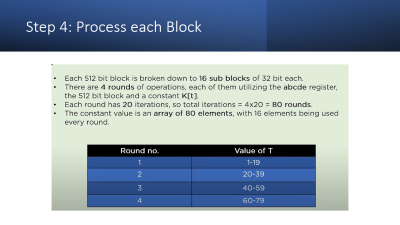 Step 4: Process each Block
• Each 512 bit block is broken down to 16 sub blocks of 32 bit each.
• There are 4 rounds of operations, each of them utilizing the abcde register,
the 512 bit block and a constant K[t].
• Each round has 20 iterations, so total iterations = 4x20 = 80 rounds.
• The constant value is an array of 80 elements, with 16 elements being used
every round.
Round no. Value of T
1 1-19
2 20-39
3 40-59
4 60-79